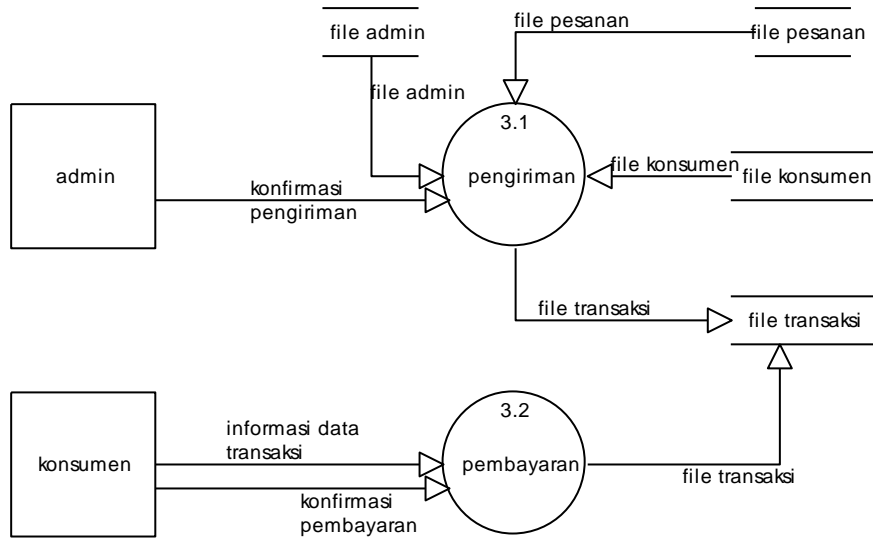 file admin
file pesanan
file pesanan
file admin
3.1
admin
pengiriman
file konsumen
file konsumen
konfirmasi
pengiriman
file transaksi
file transaksi
3.2
konsumen
informasi data
transaksi
pembayaran
file transaksi
konfirmasi
pembayaran